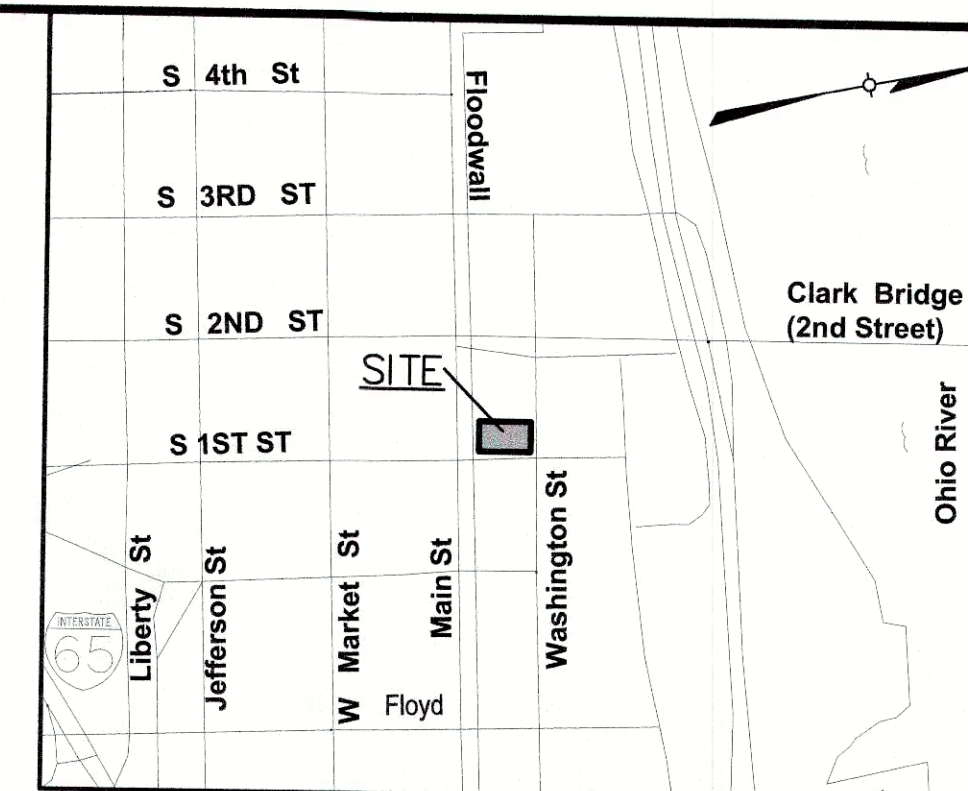 S 4th St
Floodwall
S 3RD ST
Clark Bridge
(2nd Street)
S 2ND ST
SITE
Ohio River
S 1ST ST
Liberty St
Jefferson St
W Market St
Main St
Washington St
INTERSTATE
65
Floyd